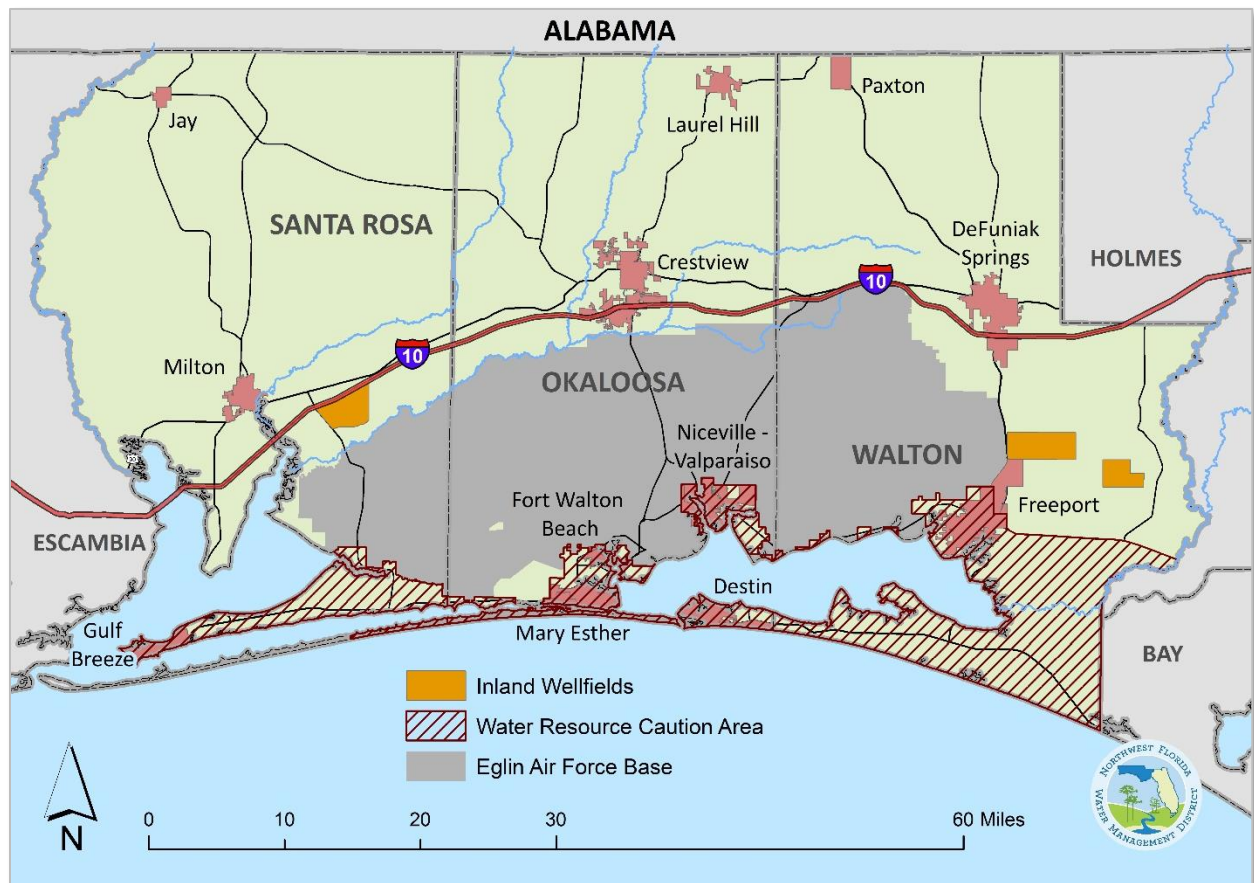 ALABAMA
Jay
Laurel Hill
Paxton
SANTA ROSA
Crestview
DeFuniak
Springs
HOLMES
10
10
Milton
OKALOOSA
Niceville -
Valparaiso
WALTON
Fort Walton
Beach
Freeport
ESCAMBIA
Destin
Gulf
Breeze
Mary Esther
BAY
Inland Wellfields
Water Resource Caution Area
Eglin Air Force Base
N
0 10 20 30 60 Miles
NORTHWEST FLORIDA
WATER MANAGEMENT DISTRICT